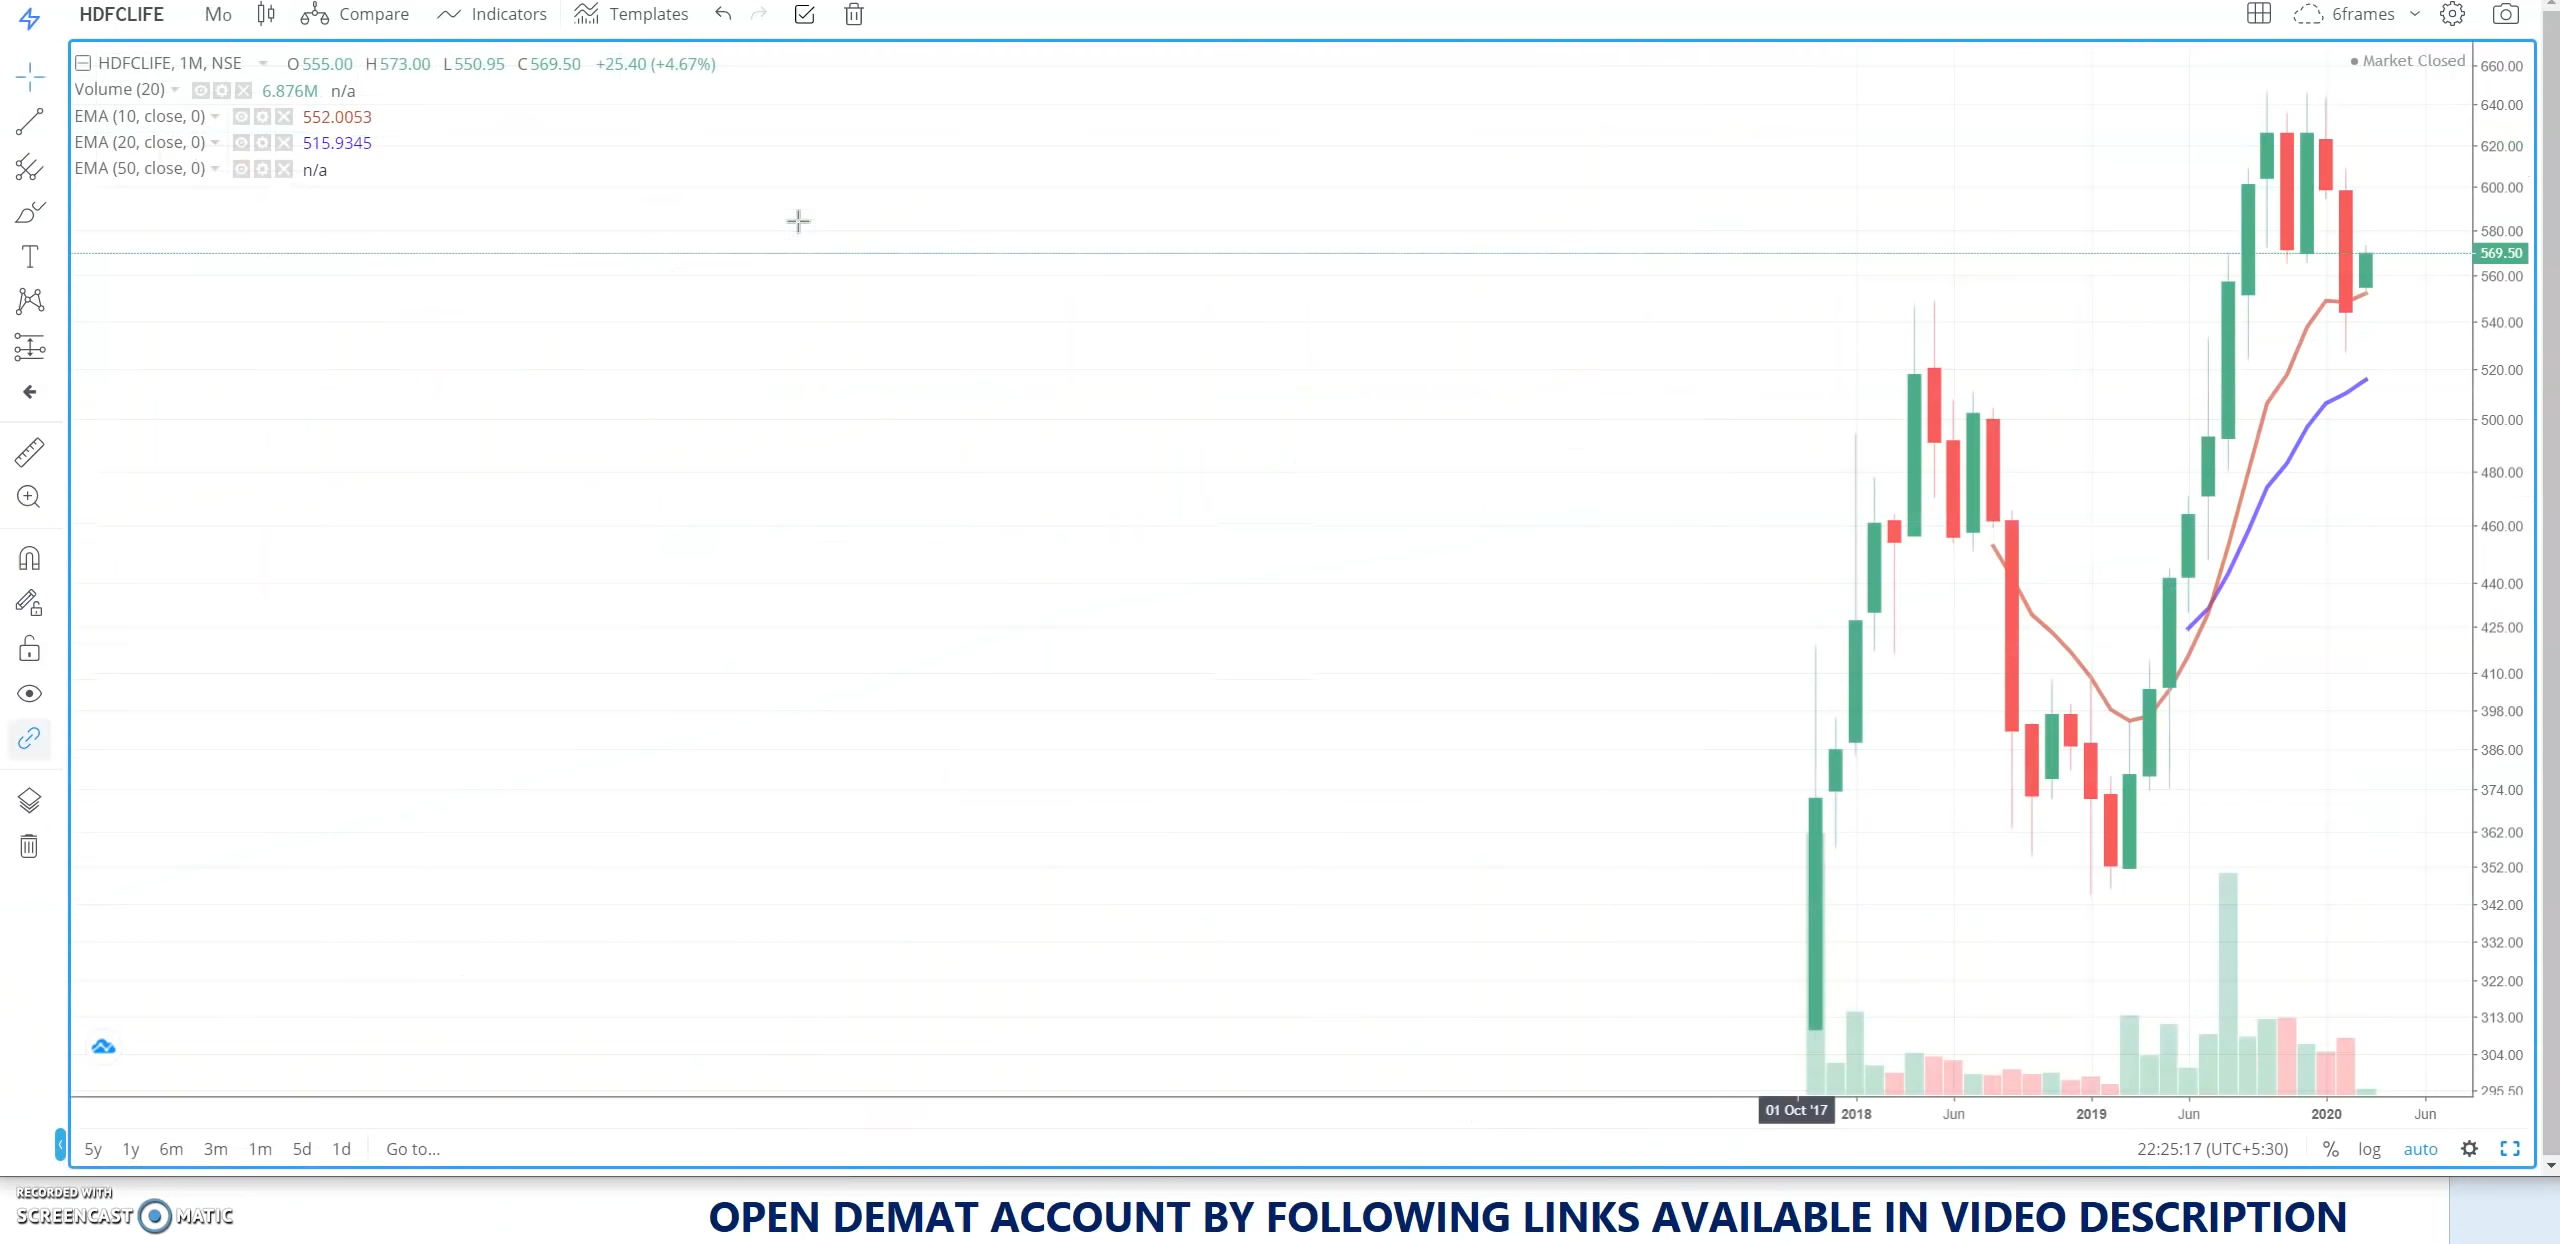 HDFCLIFE Mo Compare Indicators Templates 6frames
HDFCLIFE, 1M, NSE O555.00 H573.00 L550.95 C569.50 +25.40 (+4.67%)
Market Closed
Volume (20) 6.876M n/a
EMA (10, close, 0) 552.0053
EMA (20, close, 0) 515.9345
EMA (50, close, 0) n/a
T
660.00
640.00
620.00
600.00
580.00
569.50
560.00
540.00
520.00
500.00
480.00
460.00
440.00
425.00
410.00
398.00
386.00
374.00
362.00
352.00
342.00
332.00
322.00
313.00
304.00
295.50
01 Oct '17 2018 Jun 2019 Jun 2020 Jun
5y 1y 6m 3m 1m 5d 1d Go to... 22:25:17 (UTC+5:30) % log auto
RECORDED WITH
SCREENCAST MATIC
OPEN DEMAT ACCOUNT BY FOLLOWING LINKS AVAILABLE IN VIDEO DESCRIPTION